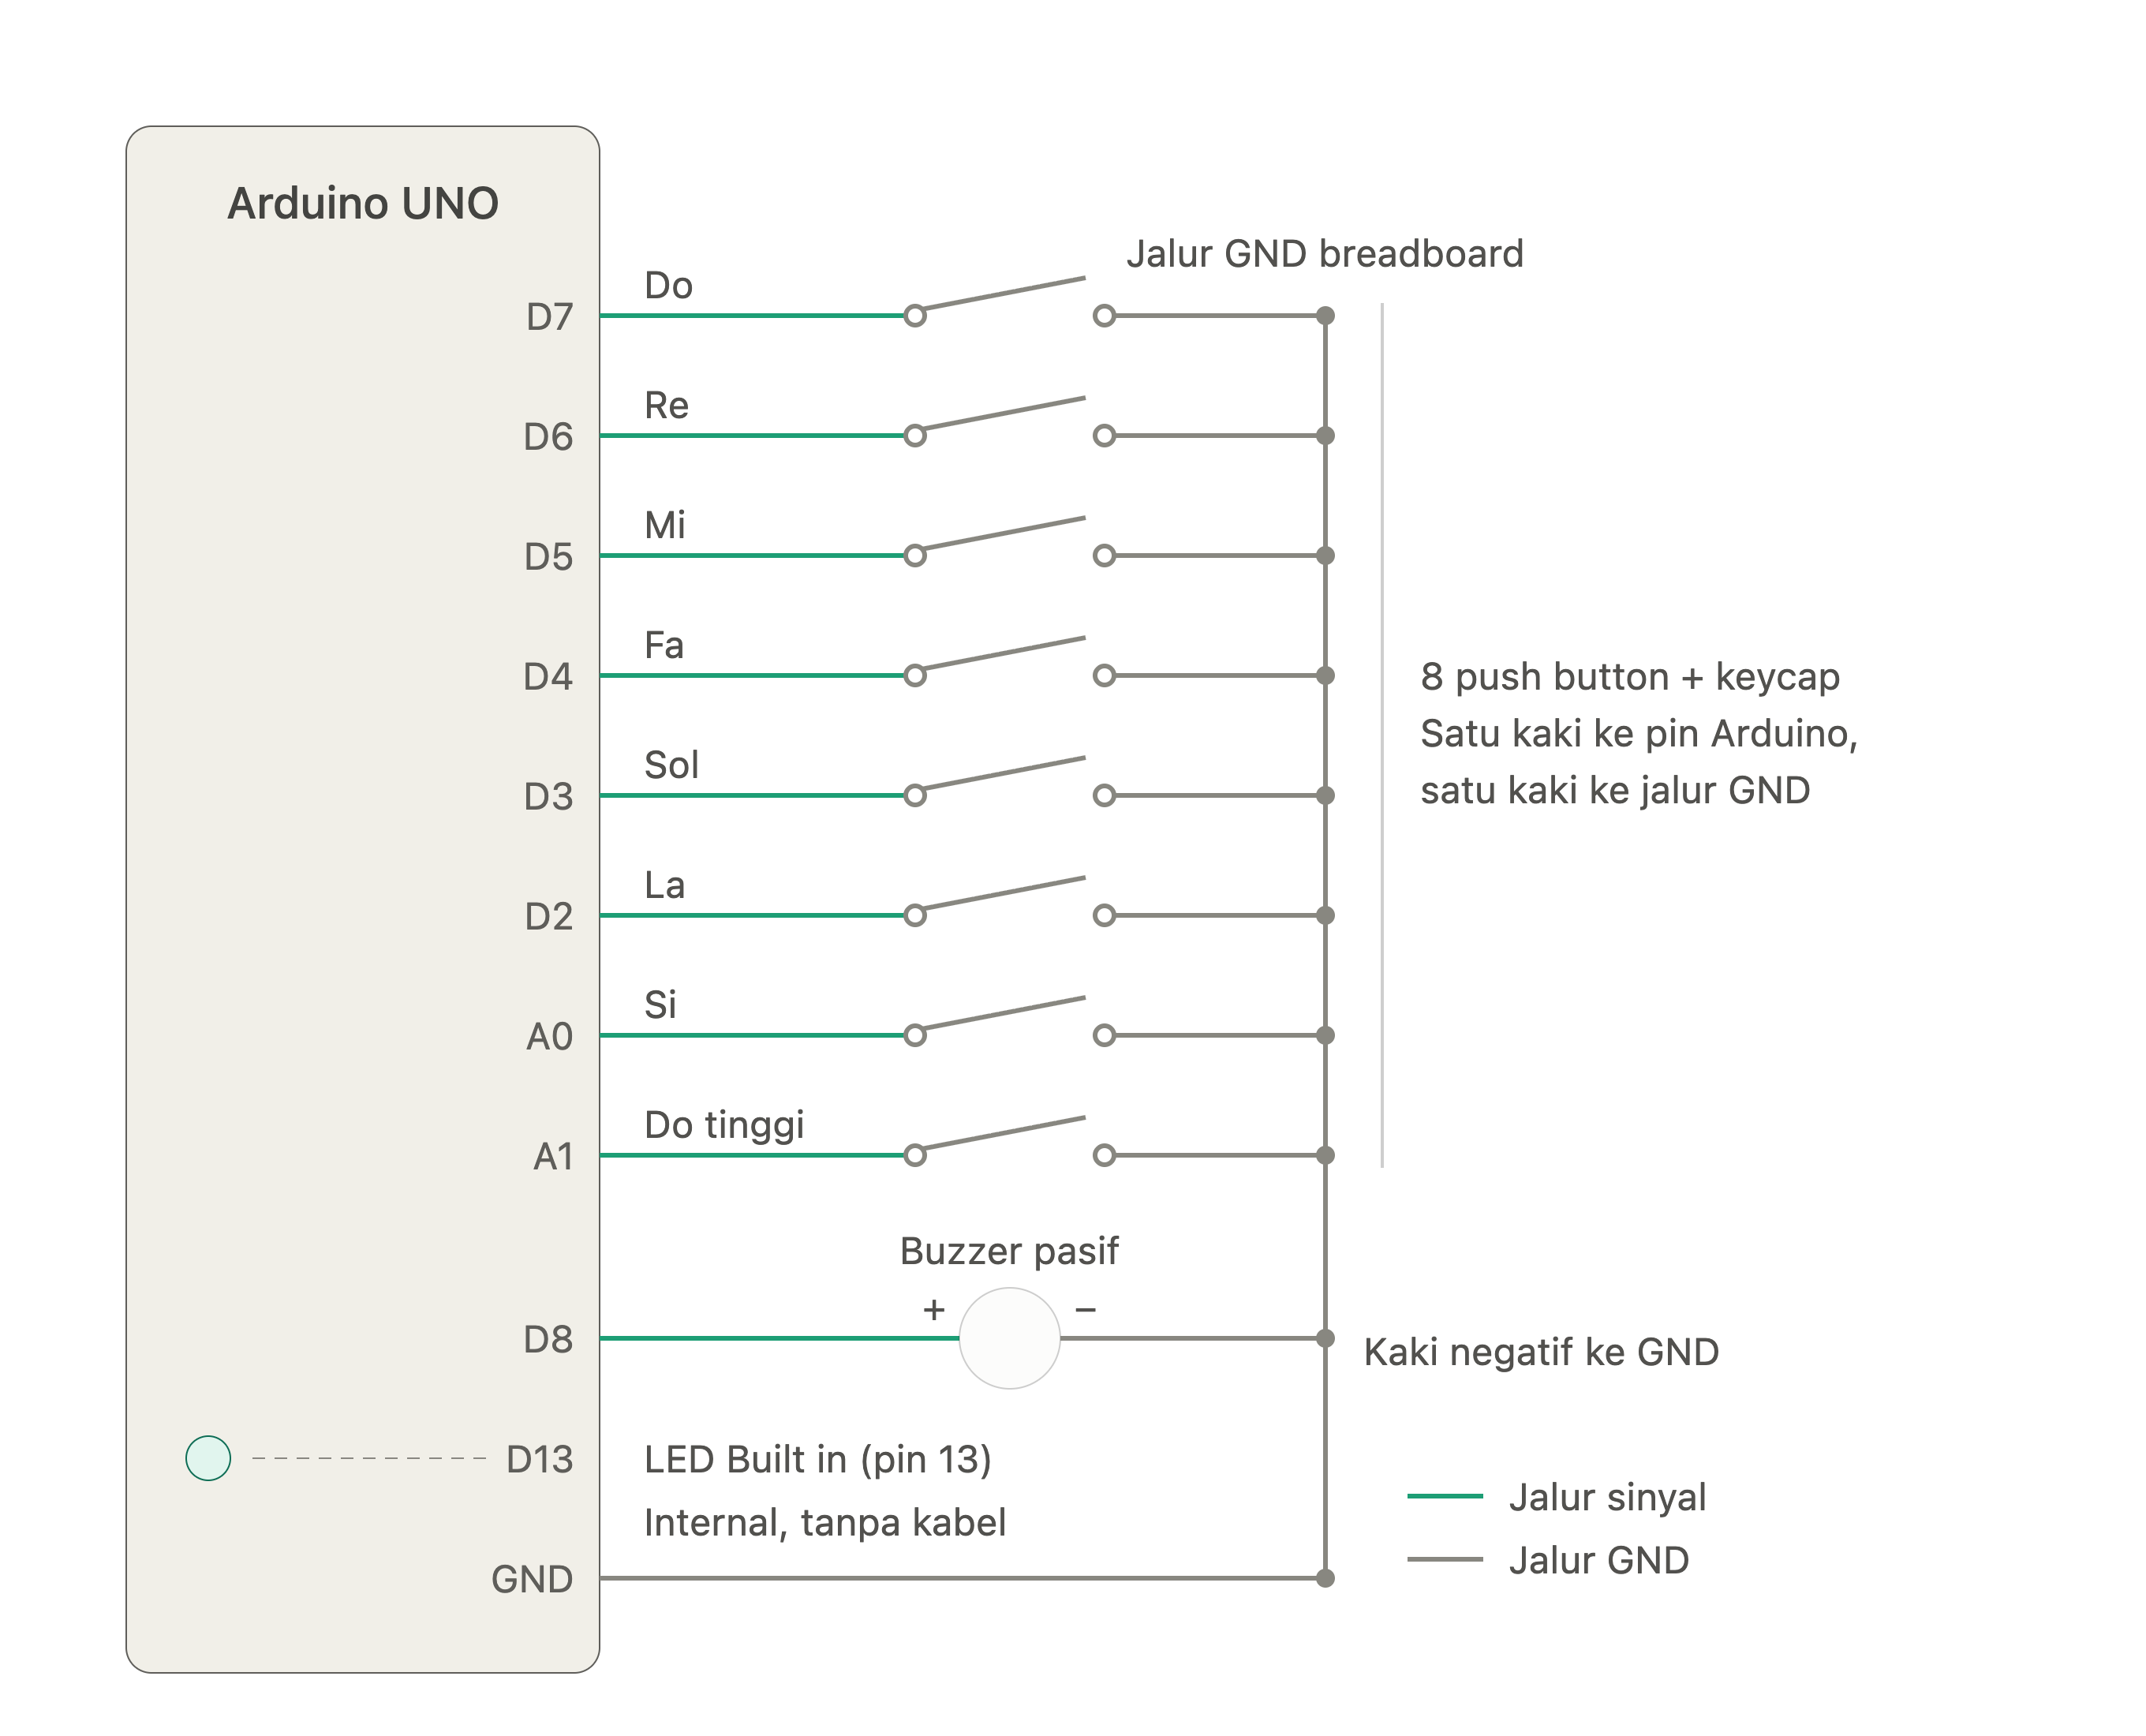 Arduino UNO
Jalur GND breadboard
Do
D7
Re
D6
Mi
D5
Fa
D4
8 push button + keycap
Satu kaki ke pin Arduino,
satu kaki ke jalur GND
Sol
D3
La
D2
Si
A0
Do tinggi
A1
Buzzer pasif
+ −
D8
Kaki negatif ke GND
D13
LED Built in (pin 13)
Internal, tanpa kabel
Jalur sinyal
Jalur GND
GND